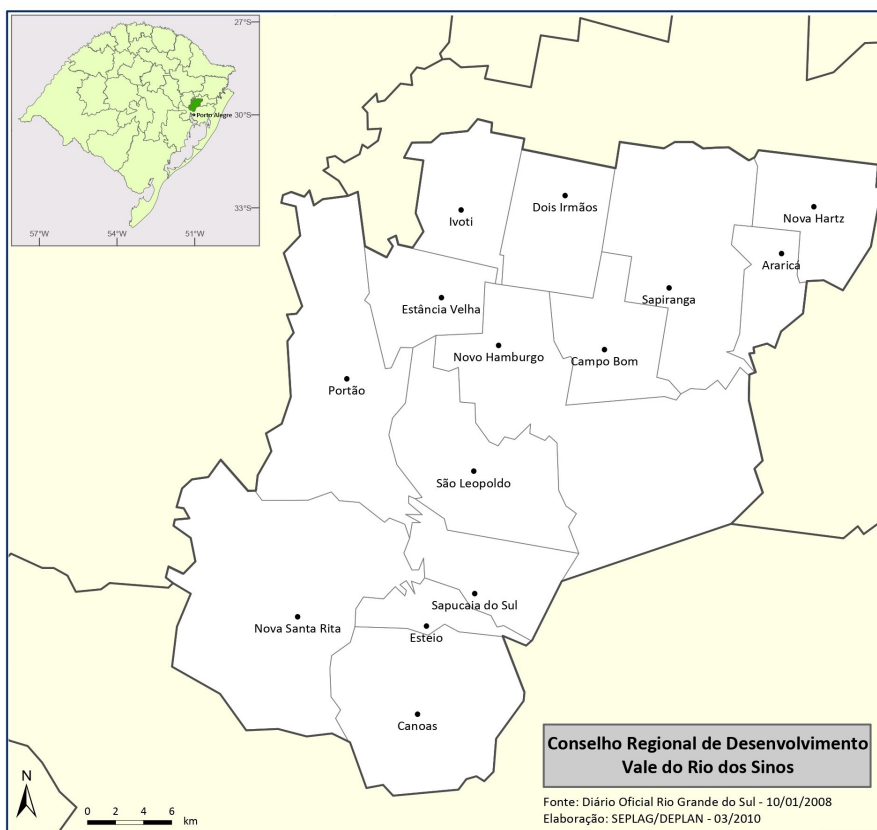 27°S
Porto Alegre
30°S
33°S
57°W
54°W
51°W
Ivoti
Dois Irmãos
Nova Hartz
Araricá
Sapiranga
Estância Velha
Novo Hamburgo
Campo Bom
Portão
São Leopoldo
Sapucaia do Sul
Nova Santa Rita
Esteio
Canoas
Conselho Regional de Desenvolvimento
Vale do Rio dos Sinos
N
0 2 4 6
km
Fonte: Diário Oficial Rio Grande do Sul - 10/01/2008
Elaboração: SEPLAG/DEPLAN - 03/2010